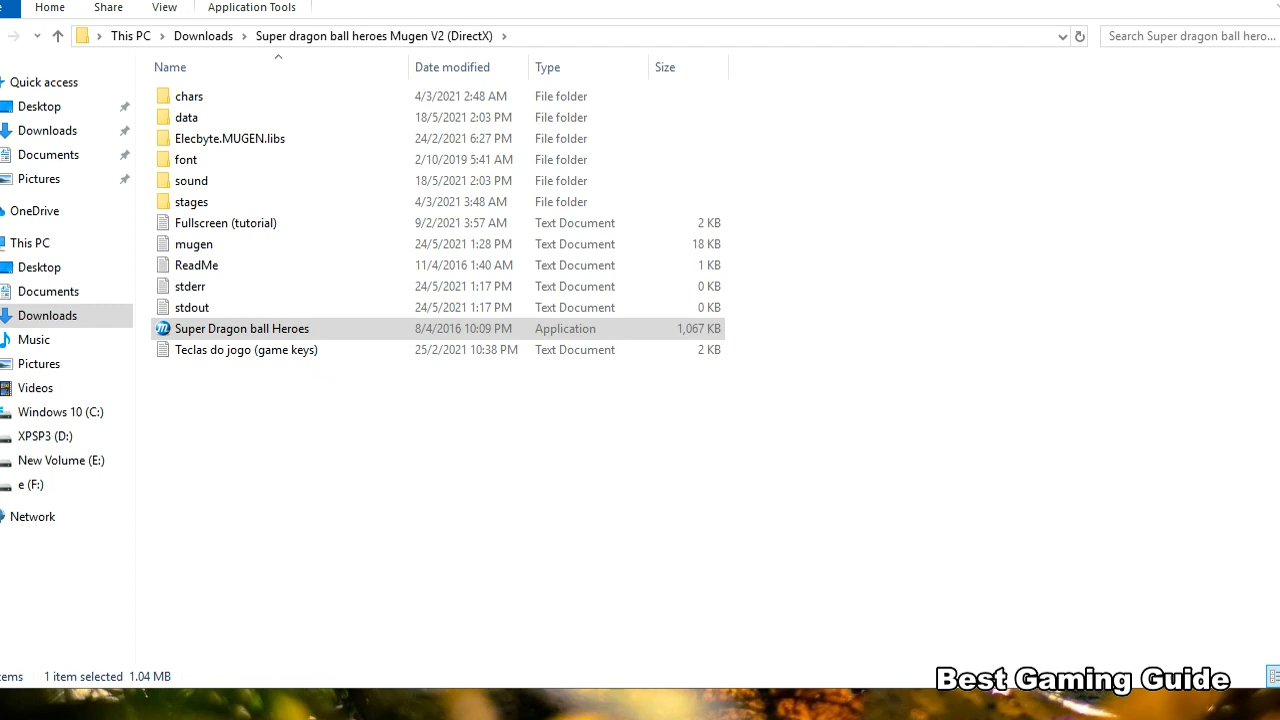 Home Share View Application Tools
This PC Downloads Super dragon ball heroes Mugen V2 (DirectX) Search Super dragon ball hero...
Name Date modified Type Size
Quick access
Desktop
Downloads
Documents
Pictures
OneDrive
This PC
Desktop
Documents
Downloads
Music
Pictures
Videos
Windows 10 (C:)
XPSP3 (D:)
New Volume (E:)
e (F:)
Network
chars 4/3/2021 2:48 AM File folder
data 18/5/2021 2:03 PM File folder
Elecbyte.MUGEN.libs 24/2/2021 6:27 PM File folder
font 2/10/2019 5:41 AM File folder
sound 18/5/2021 2:03 PM File folder
stages 4/3/2021 3:48 AM File folder
Fullscreen (tutorial) 9/2/2021 3:57 AM Text Document 2 KB
mugen 24/5/2021 1:28 PM Text Document 18 KB
ReadMe 11/4/2016 1:40 AM Text Document 1 KB
stderr 24/5/2021 1:17 PM Text Document 0 KB
stdout 24/5/2021 1:17 PM Text Document 0 KB
Super Dragon ball Heroes 8/4/2016 10:09 PM Application 1,067 KB
Teclas do jogo (game keys) 25/2/2021 10:38 PM Text Document 2 KB
1 item selected 1.04 MB
Best Gaming Guide